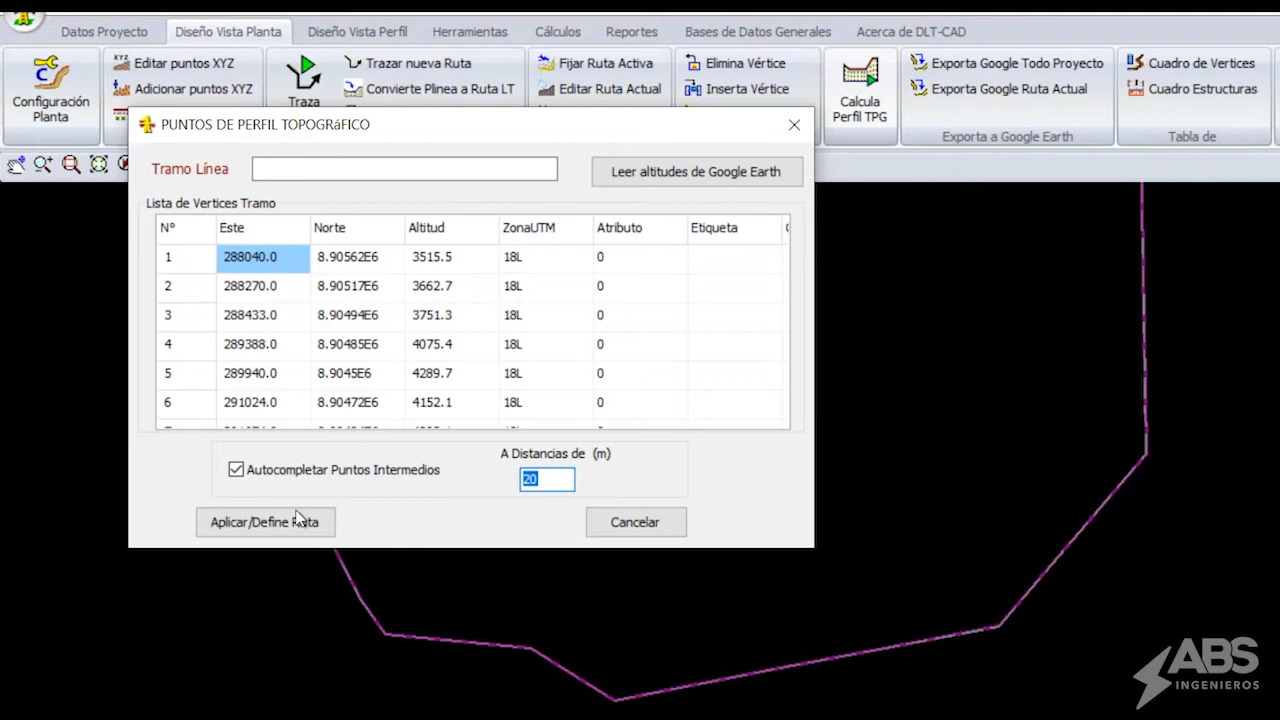 Datos Proyecto Diseño Vista Planta Diseño Vista Perfil Herramientas Cálculos Reportes Bases de Datos Generales Acerca de DLT-CAD
Configuración Planta
Editar puntos XYZ
Adicionar puntos XYZ
Traza
Trazar nueva Ruta
Convierte Plinea a Ruta LT
Fijar Ruta Activa
Editar Ruta Actual
Elimina Vértice
Inserta Vértice
Calcula
Perfil TPG
Exporta Google Todo Proyecto
Exporta Google Ruta Actual
Exporta a Google Earth
Cuadro de Vertices
Cuadro Estructuras
Tabla de
PUNTOS DE PERFIL TOPOGRáFICO
Tramo Línea
Leer altitudes de Google Earth
Lista de Vertices Tramo
N° Este Norte Altitud ZonaUTM Atributo Etiqueta
1 288040.0 8.90562E6 3515.5 18L 0
2 288270.0 8.90517E6 3662.7 18L 0
3 288433.0 8.90494E6 3751.3 18L 0
4 289388.0 8.90485E6 4075.4 18L 0
5 289940.0 8.9045E6 4289.7 18L 0
6 291024.0 8.90472E6 4152.1 18L 0
Autocompletar Puntos Intermedios
A Distancias de (m)
20
Aplicar/Define Ruta
Cancelar
ABS
INGENIEROS